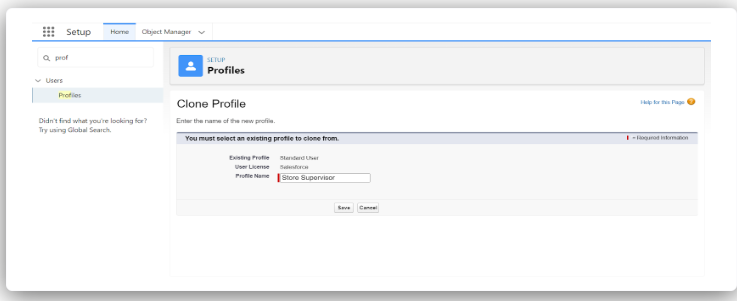 Setup Home Object Manager
prof
Users
Profiles
Didn't find what you're looking for?
Try using Global Search.
SETUP
Profiles
Clone Profile
Help for this Page
Enter the name of the new profile.
You must select an existing profile to clone from.
= Required Information
Existing Profile Standard User
User License Salesforce
Profile Name Store Supervisor
Save Cancel